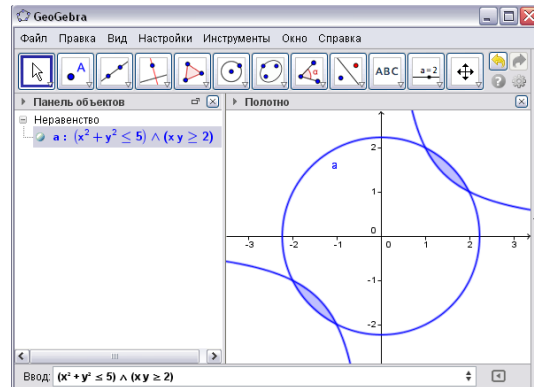 GeoGebra
Файл Правка Вид Настройки Инструменты Окно Справка
A α ABC a=2
Панель объектов
Полотно
Неравенство
a : (x² + y² ≤ 5) ∧ (x y ≥ 2)
a
2
1
0
-3 -2 -1 0 1 2 3
-1
-2
Ввод: (x² + y² ≤ 5) ∧ (x y ≥ 2)